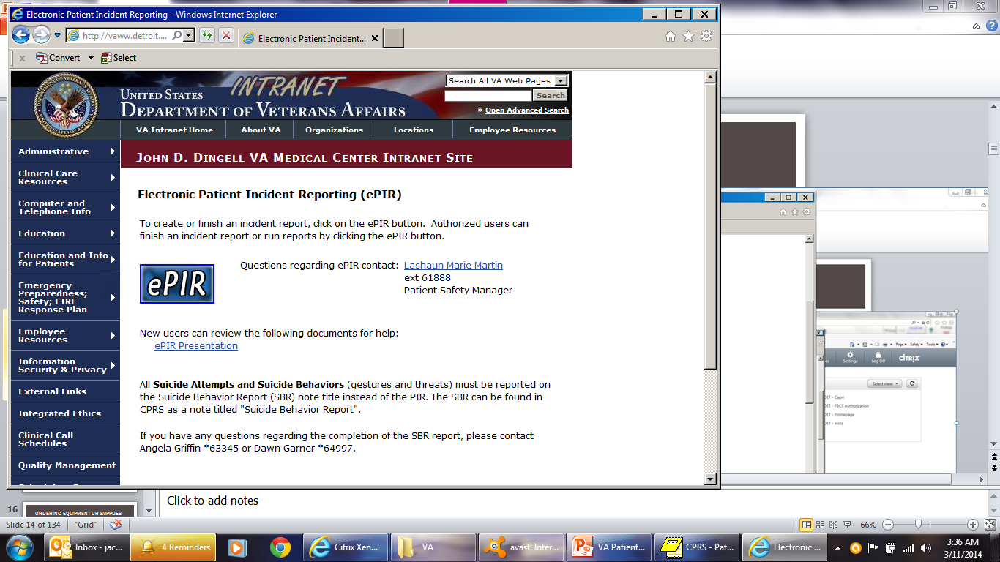 Electronic Patient Incident Reporting - Windows Internet Explorer
http://vaww.detroit....
Electronic Patient Incident...
Convert
Select
INTRANET
UNITED STATES
DEPARTMENT OF VETERANS AFFAIRS
Search All VA Web Pages
Search
» Open Advanced Search
VA Intranet Home
About VA
Organizations
Locations
Employee Resources
JOHN D. DINGELL VA MEDICAL CENTER INTRANET SITE
Administrative
Clinical Care
Resources
Computer and
Telephone Info
Education
Education and Info
for Patients
Emergency
Preparedness;
Safety; FIRE
Response Plan
Employee
Resources
Information
Security & Privacy
External Links
Integrated Ethics
Clinical Call
Schedules
Quality Management
Electronic Patient Incident Reporting (ePIR)
To create or finish an incident report, click on the ePIR button. Authorized users can
finish an incident report or run reports by clicking the ePIR button.
ePIR
Questions regarding ePIR contact: Lashaun Marie Martin
ext 61888
Patient Safety Manager
New users can review the following documents for help:
ePIR Presentation
All Suicide Attempts and Suicide Behaviors (gestures and threats) must be reported on
the Suicide Behavior Report (SBR) note title instead of the PIR. The SBR can be found in
CPRS as a note titled "Suicide Behavior Report".
If you have any questions regarding the completion of the SBR report, please contact
Angela Griffin *63345 or Dawn Garner *64997.
Page
Safety
Tools
Settings
Log Off
CITRIX
Select view:
DET - Capri
DET - FBCS Authorization
DET - Homepage
DET - Vista
16
ORDERING EQUIPMENT OR SUPPLIES
Click to add notes
Slide 14 of 134
"Grid"
66%
Inbox - jac...
4 Reminders
Citrix Xen...
VA
avast! Inter...
VA Patient...
CPRS - Pat...
Electronic ...
3:36 AM
3/11/2014